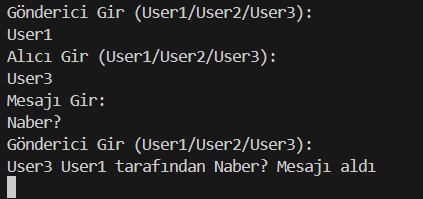 Gönderici Gir (User1/User2/User3):
User1
Alıcı Gir (User1/User2/User3):
User3
Mesajı Gir:
Naber?
Gönderici Gir (User1/User2/User3):
User3 User1 tarafından Naber? Mesajı aldı